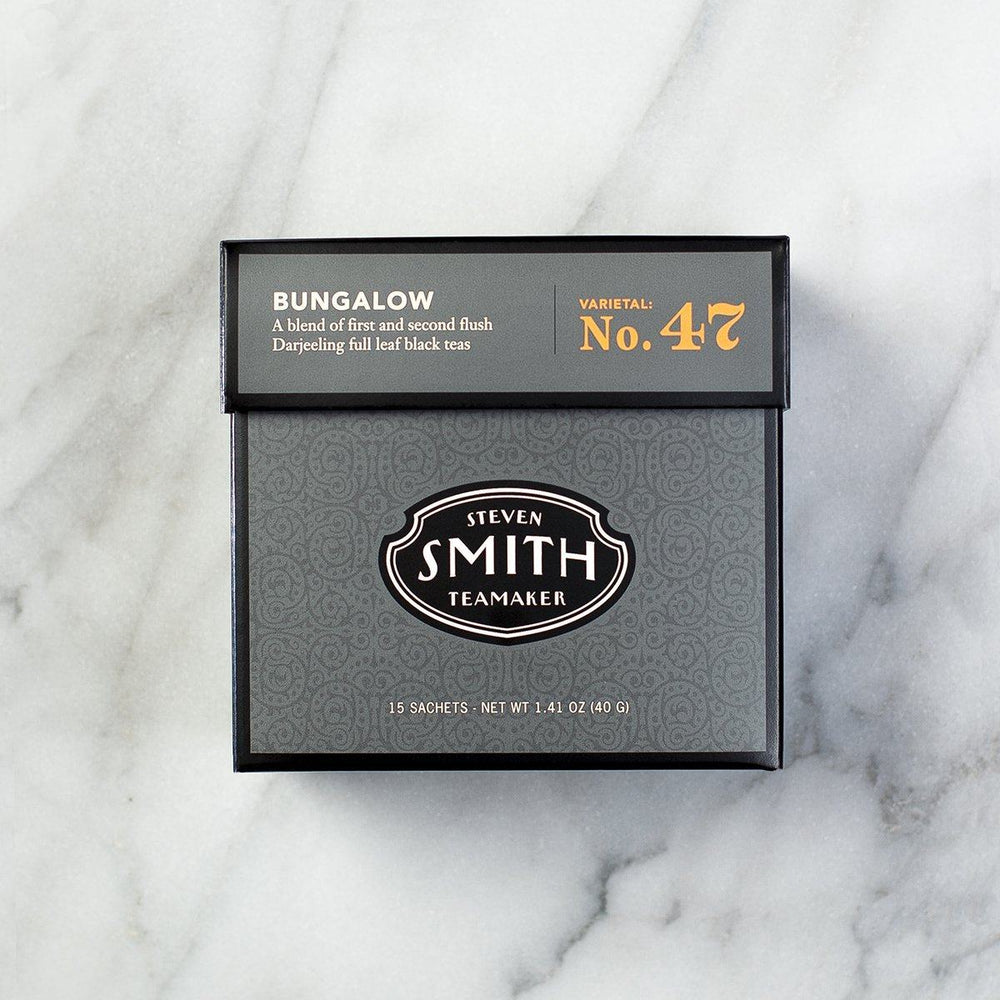 BUNGALOW
A blend of first and second flush
Darjeeling full leaf black teas
VARIETAL:
No. 47
STEVEN
SMITH
TEAMAKER
15 SACHETS - NET WT 1.41 OZ (40 G)